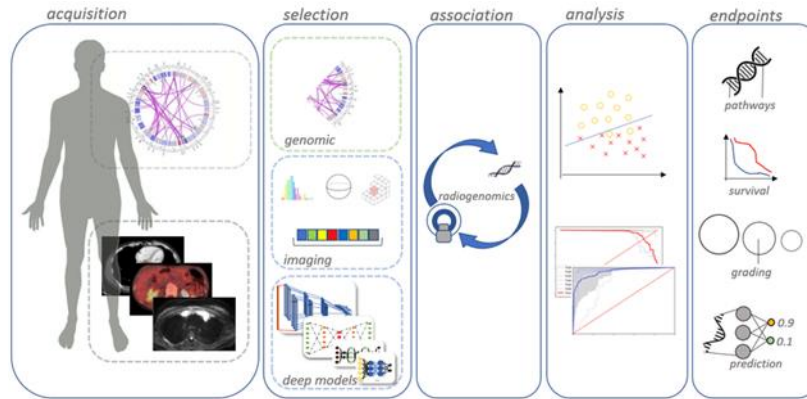 acquisition
selection
association
analysis
endpoints
genomic
imaging
deep models
radiogenomics
pathways
survival
grading
0.9
0.1
prediction